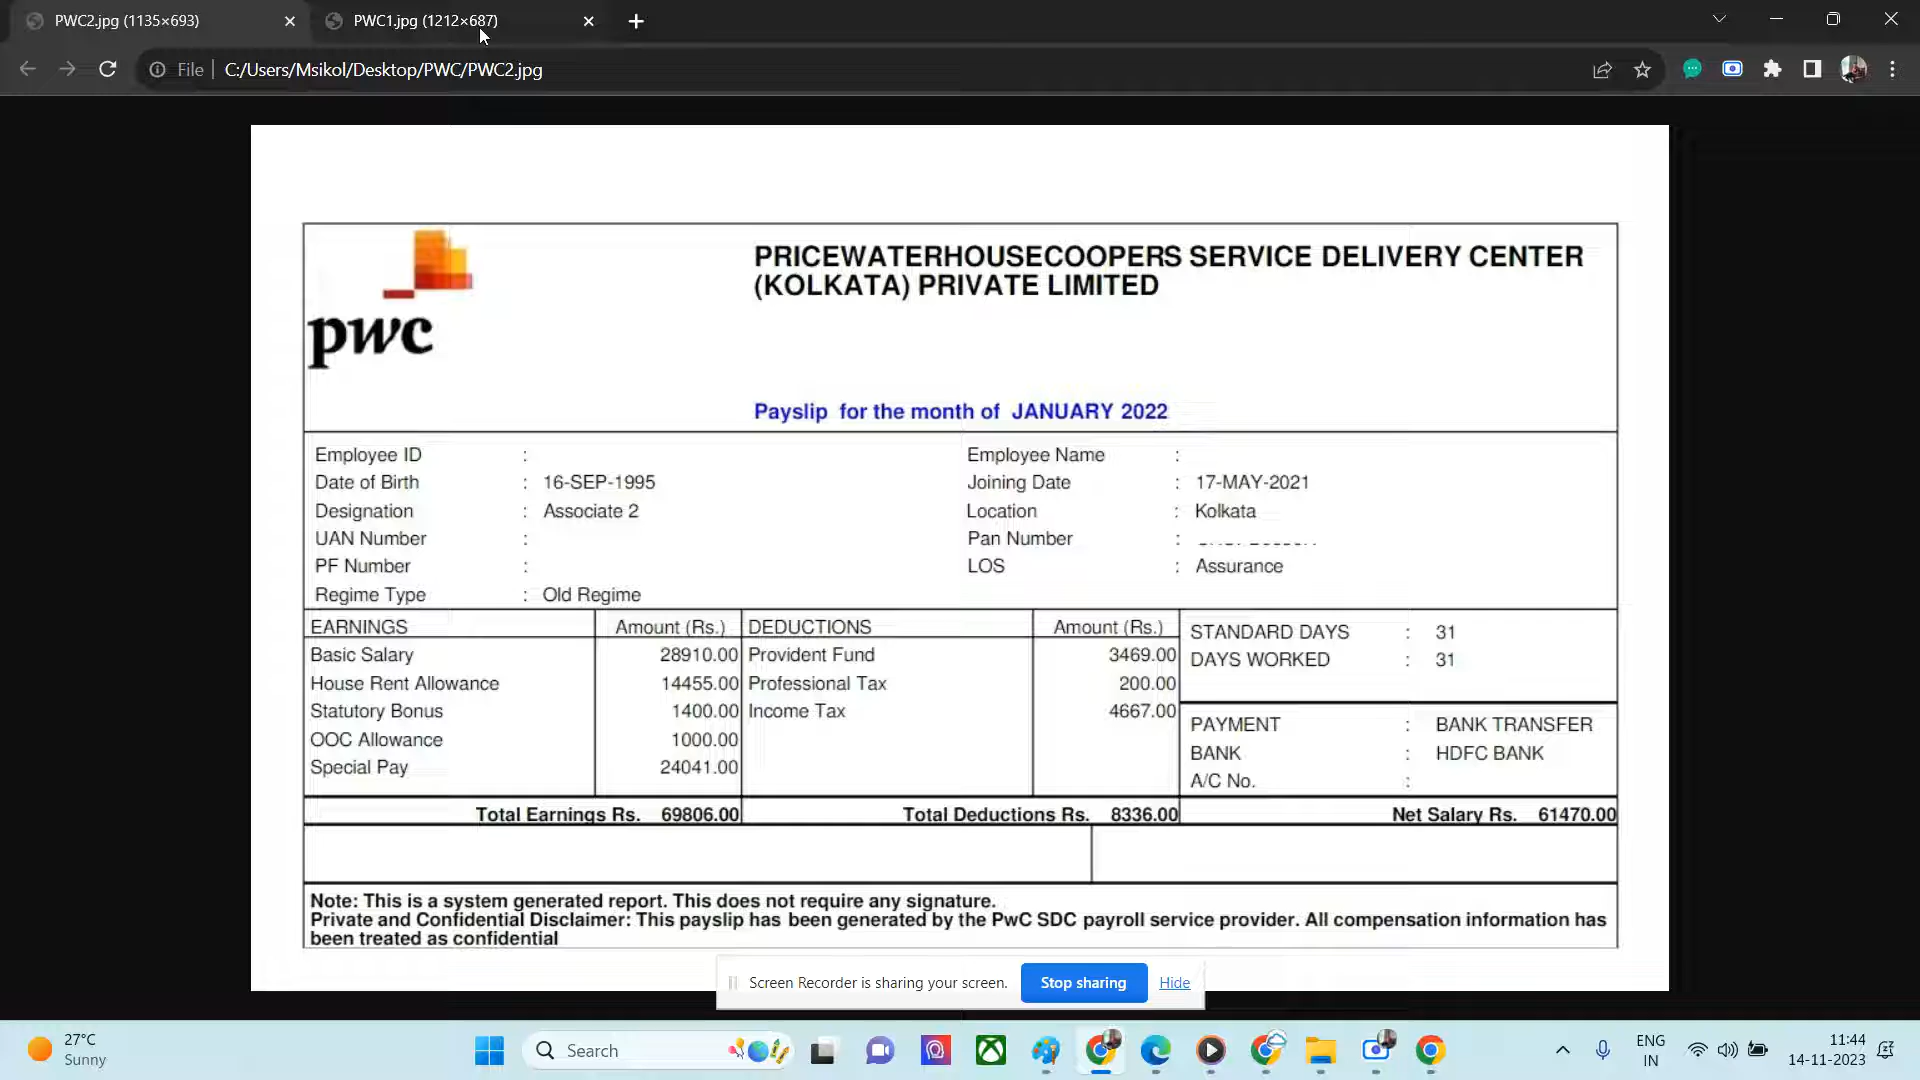 PWC2.jpg (1135×693)
PWC1.jpg (1212×687)
File
C:/Users/Msikol/Desktop/PWC/PWC2.jpg
pwc
PRICEWATERHOUSECOOPERS SERVICE DELIVERY CENTER
(KOLKATA) PRIVATE LIMITED
Payslip for the month of JANUARY 2022
Employee ID :
Employee Name :
Date of Birth : 16-SEP-1995
Joining Date : 17-MAY-2021
Designation : Associate 2
Location : Kolkata
UAN Number :
Pan Number :
PF Number :
LOS : Assurance
Regime Type : Old Regime
EARNINGS Amount (Rs.) DEDUCTIONS Amount (Rs.)
STANDARD DAYS : 31
Basic Salary 28910.00 Provident Fund 3469.00
DAYS WORKED : 31
House Rent Allowance 14455.00 Professional Tax 200.00
Statutory Bonus 1400.00 Income Tax 4667.00
PAYMENT : BANK TRANSFER
OOC Allowance 1000.00
BANK : HDFC BANK
Special Pay 24041.00
A/C No. :
Total Earnings Rs. 69806.00 Total Deductions Rs. 8336.00 Net Salary Rs. 61470.00
Note: This is a system generated report. This does not require any signature.
Private and Confidential Disclaimer: This payslip has been generated by the PwC SDC payroll service provider. All compensation information has
been treated as confidential
Screen Recorder is sharing your screen.
Stop sharing
Hide
27°C
Sunny
Search
ENG
IN
11:44
14-11-2023